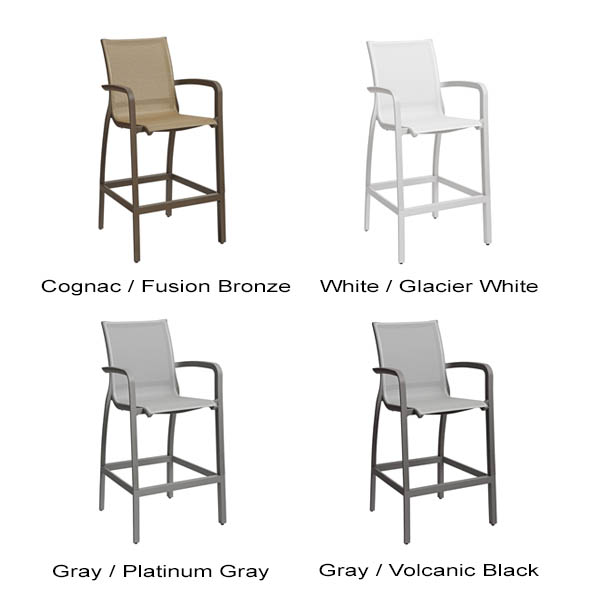 Cognac / Fusion Bronze
White / Glacier White
Gray / Platinum Gray
Gray / Volcanic Black